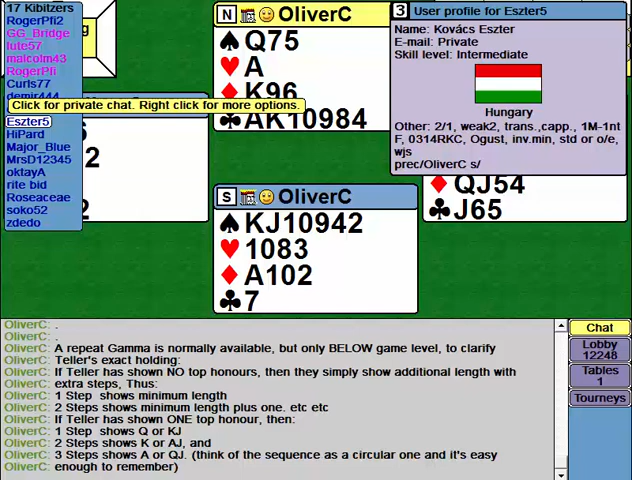 17 Kibitzers
RogerPfi2
GG_Bridge
lute57
malcolm43
RogerPfi
Curls77
demir444
Click for private chat. Right click for more options.
Eszter5
HiPard
Major_Blue
MrsD12345
oktayA
rite bid
Roseaceae
soko52
zdedo
N OliverC
♠Q75
♥A
♦K96
♣AK10984
3 User profile for Eszter5
Name: Kovács Eszter
E-mail: Private
Skill level: Intermediate
Hungary
Other: 2/1, weak2, trans.,capp., 1M-1nt
F, 0314RKC, Ogust, inv.min, std or o/e,
wjs
prec/OliverC s/
♦QJ54
♣J65
S OliverC
♠KJ10942
♥1083
♦A102
♣7
OliverC: .
OliverC: .
OliverC: A repeat Gamma is normally available, but only BELOW game level, to clarify
OliverC: Teller's exact holding:
OliverC: If Teller has shown NO top honours, then they simply show additional length with
OliverC: extra steps, Thus:
OliverC: 1 Step shows minimum length
OliverC: 2 Steps shows minimum length plus one. etc etc
OliverC: If Teller has shown ONE top honour, then:
OliverC: 1 Step shows Q or KJ
OliverC: 2 Steps shows K or AJ, and
OliverC: 3 Steps shows A or QJ. (think of the sequence as a circular one and it's easy
OliverC: enough to remember)
Chat
Lobby
12248
Tables
1
Tourneys